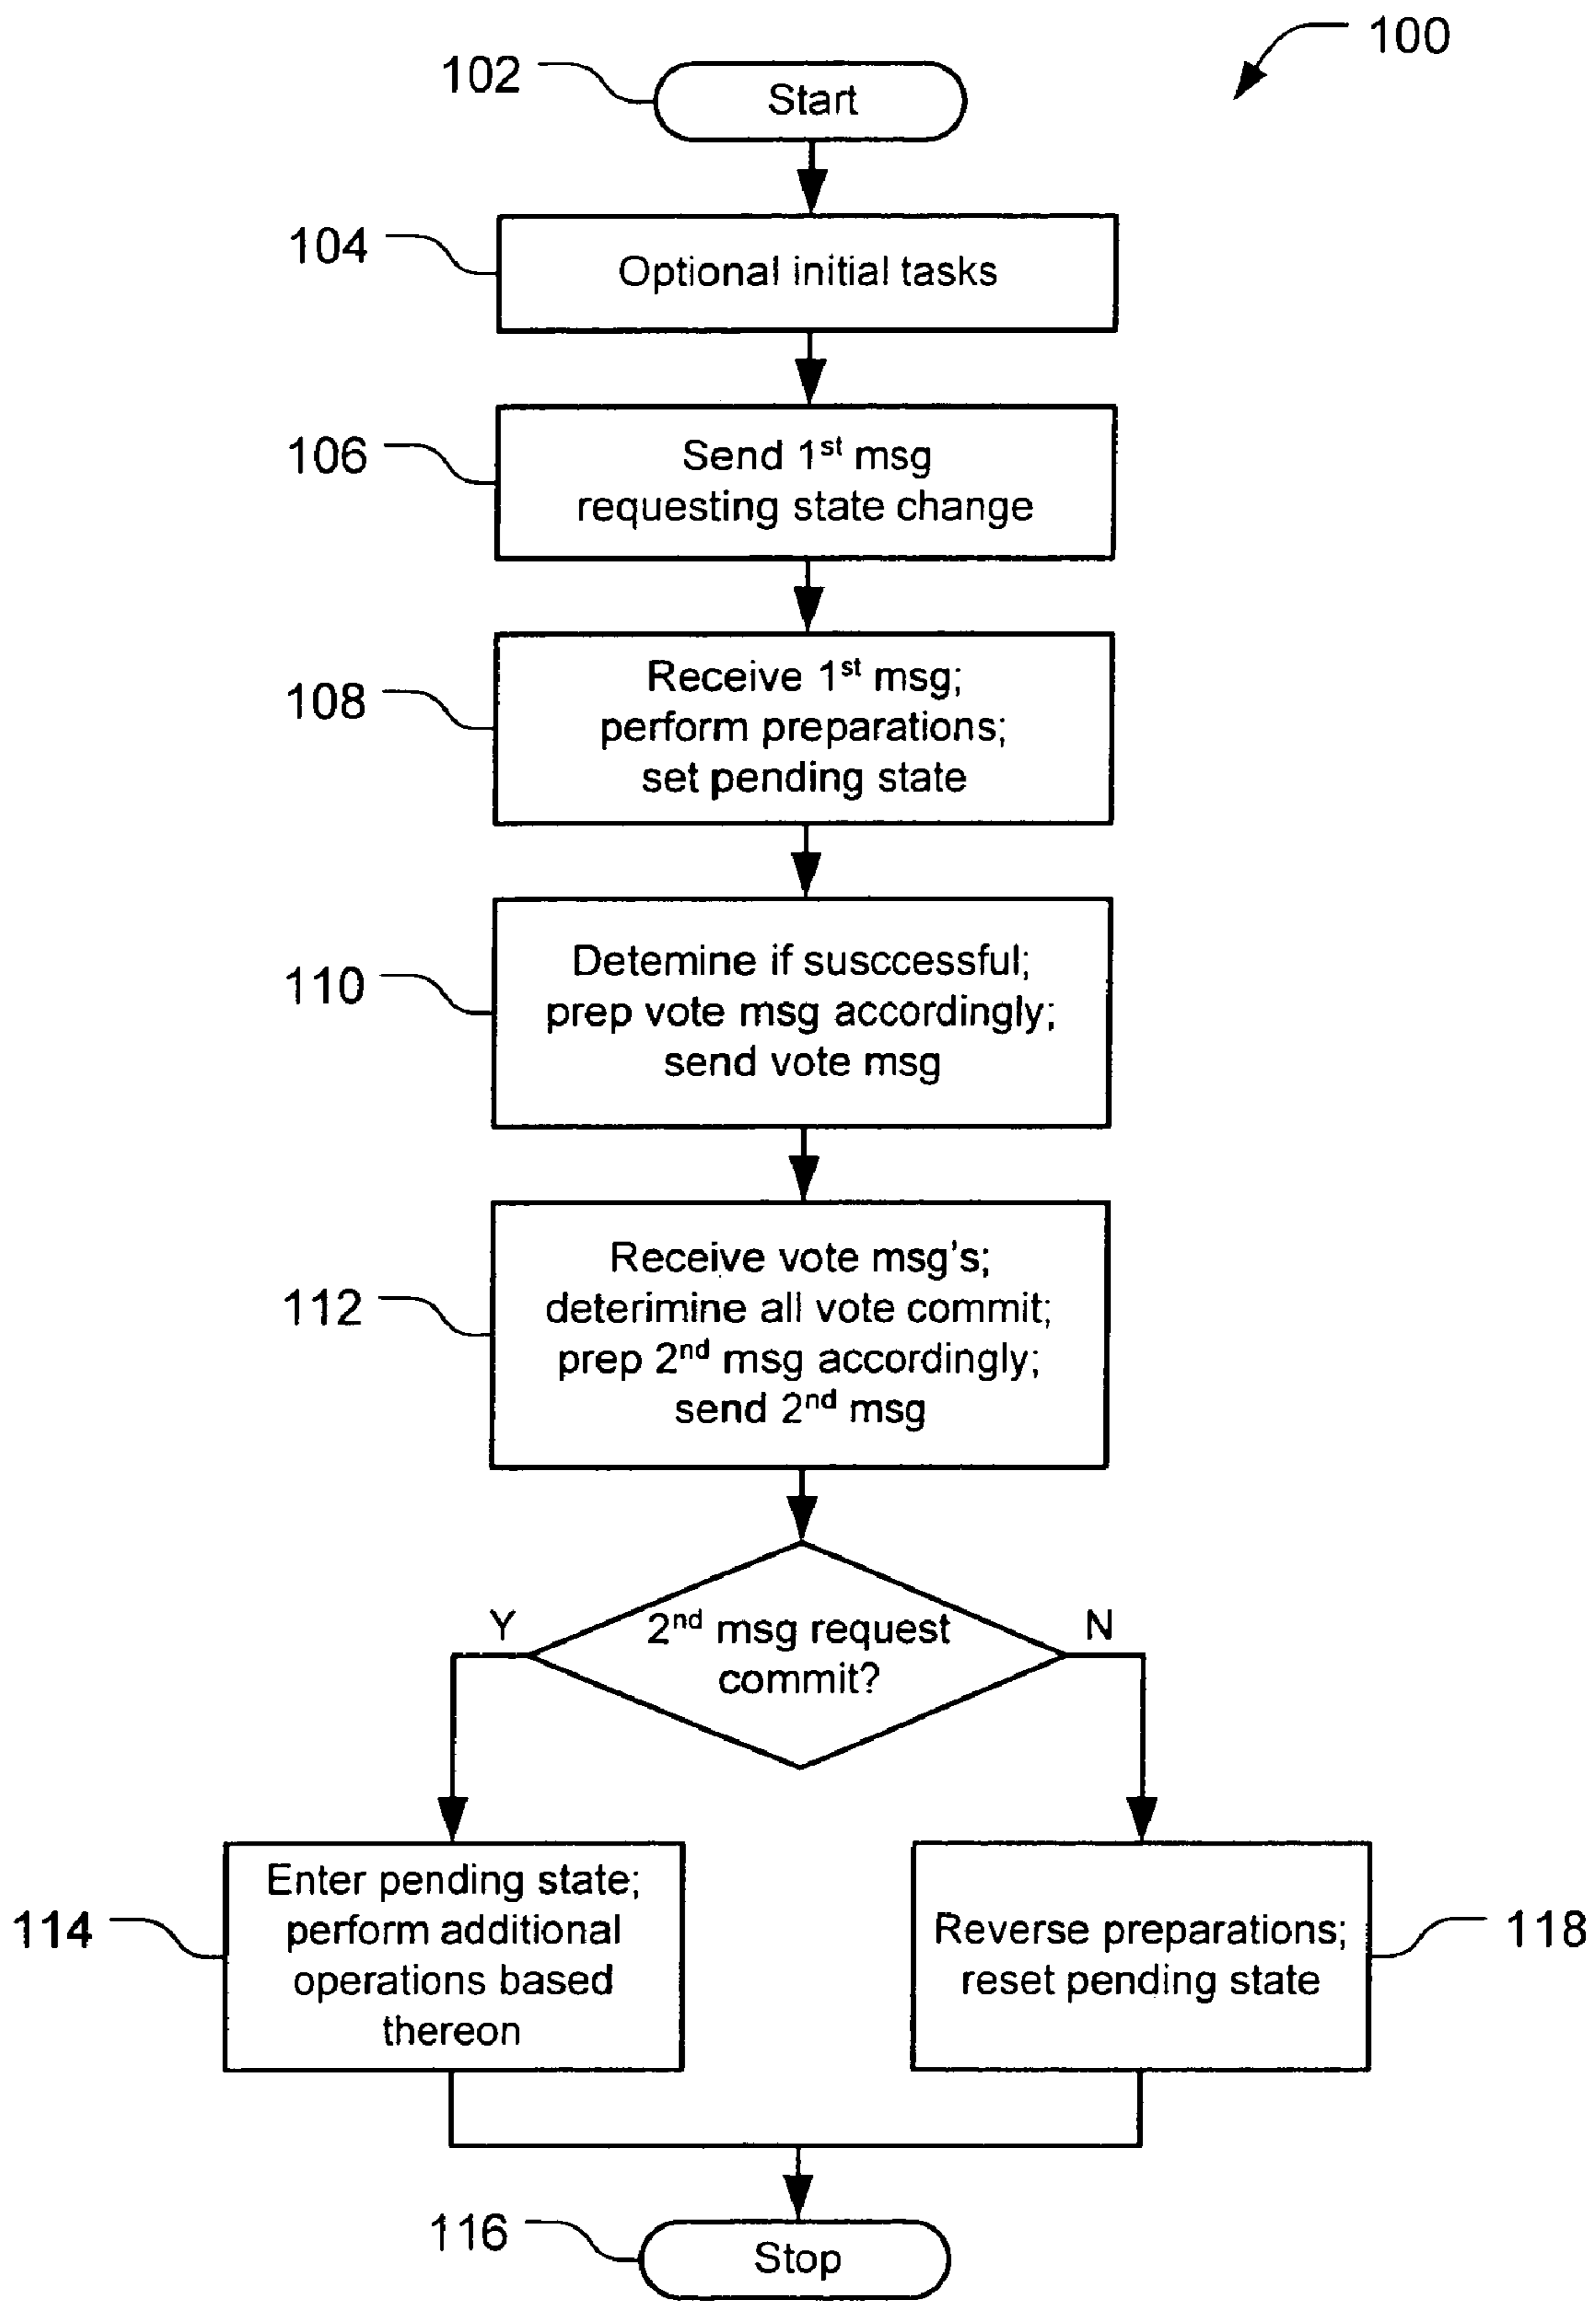 100
102
Start
104
Optional initial tasks
106
Send 1st msg
requesting state change
108
Receive 1st msg;
perform preparations;
set pending state
110
Detemine if susccessful;
prep vote msg accordingly;
send vote msg
112
Receive vote msg's;
deterimine all vote commit;
prep 2nd msg accordingly;
send 2nd msg
Y
2nd msg request
commit?
N
114
Enter pending state;
perform additional
operations based
thereon
Reverse preparations;
reset pending state
118
116
Stop